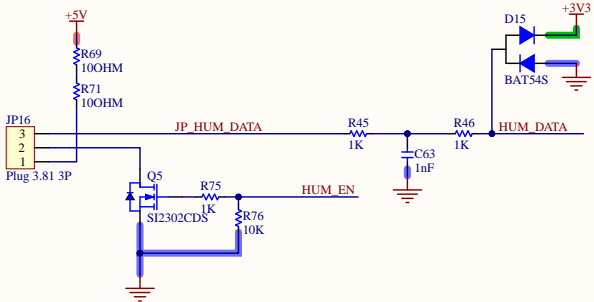 +5V
+3V3
D15
R69
10OHM
BAT54S
R71
10OHM
JP16
3
JP_HUM_DATA
R45
R46
HUM_DATA
2
1K
1K
1
C63
Plug 3.81 3P
1nF
Q5
R75
HUM_EN
SI2302CDS
1K
R76
10K